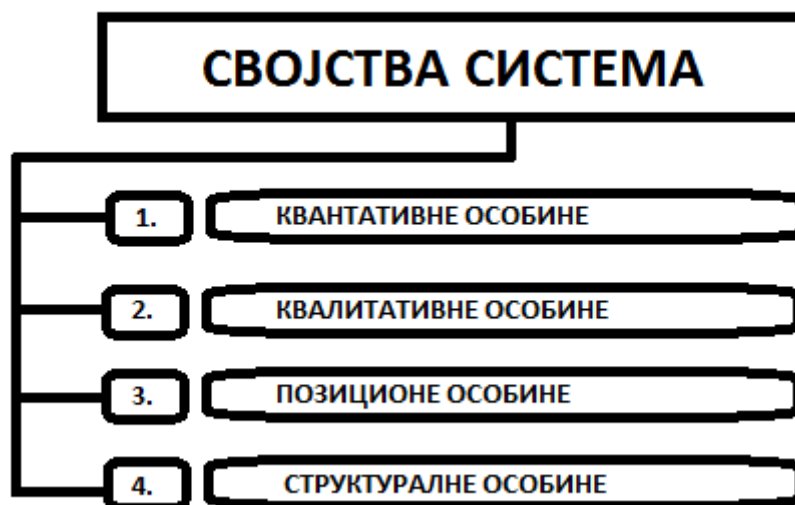 СВОЈСТВА СИСТЕМА
1. КВАНТАТИВНЕ ОСОБИНЕ
2. КВАЛИТАТИВНЕ ОСОБИНЕ
3. ПОЗИЦИОНЕ ОСОБИНЕ
4. СТРУКТУРАЛНЕ ОСОБИНЕ